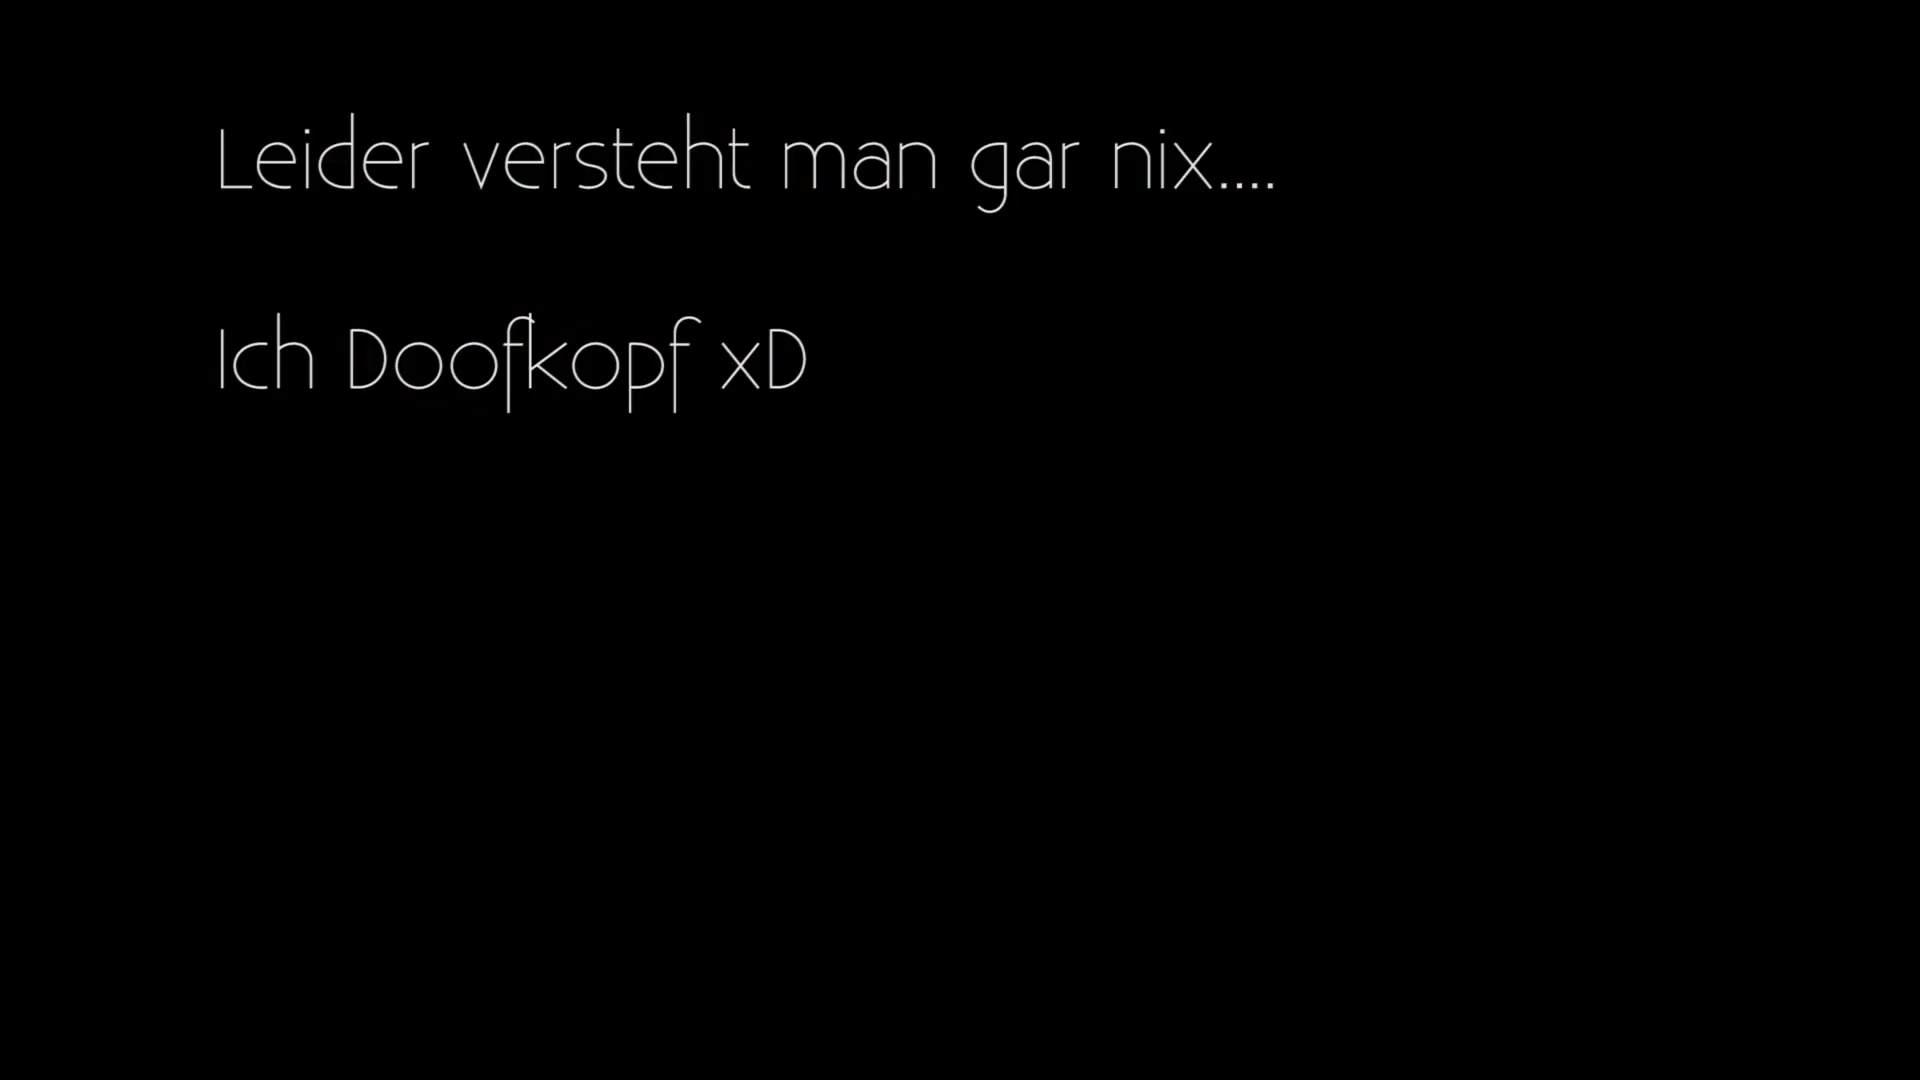 Leider versteht man gar nix....
Ich Doofkopf xD